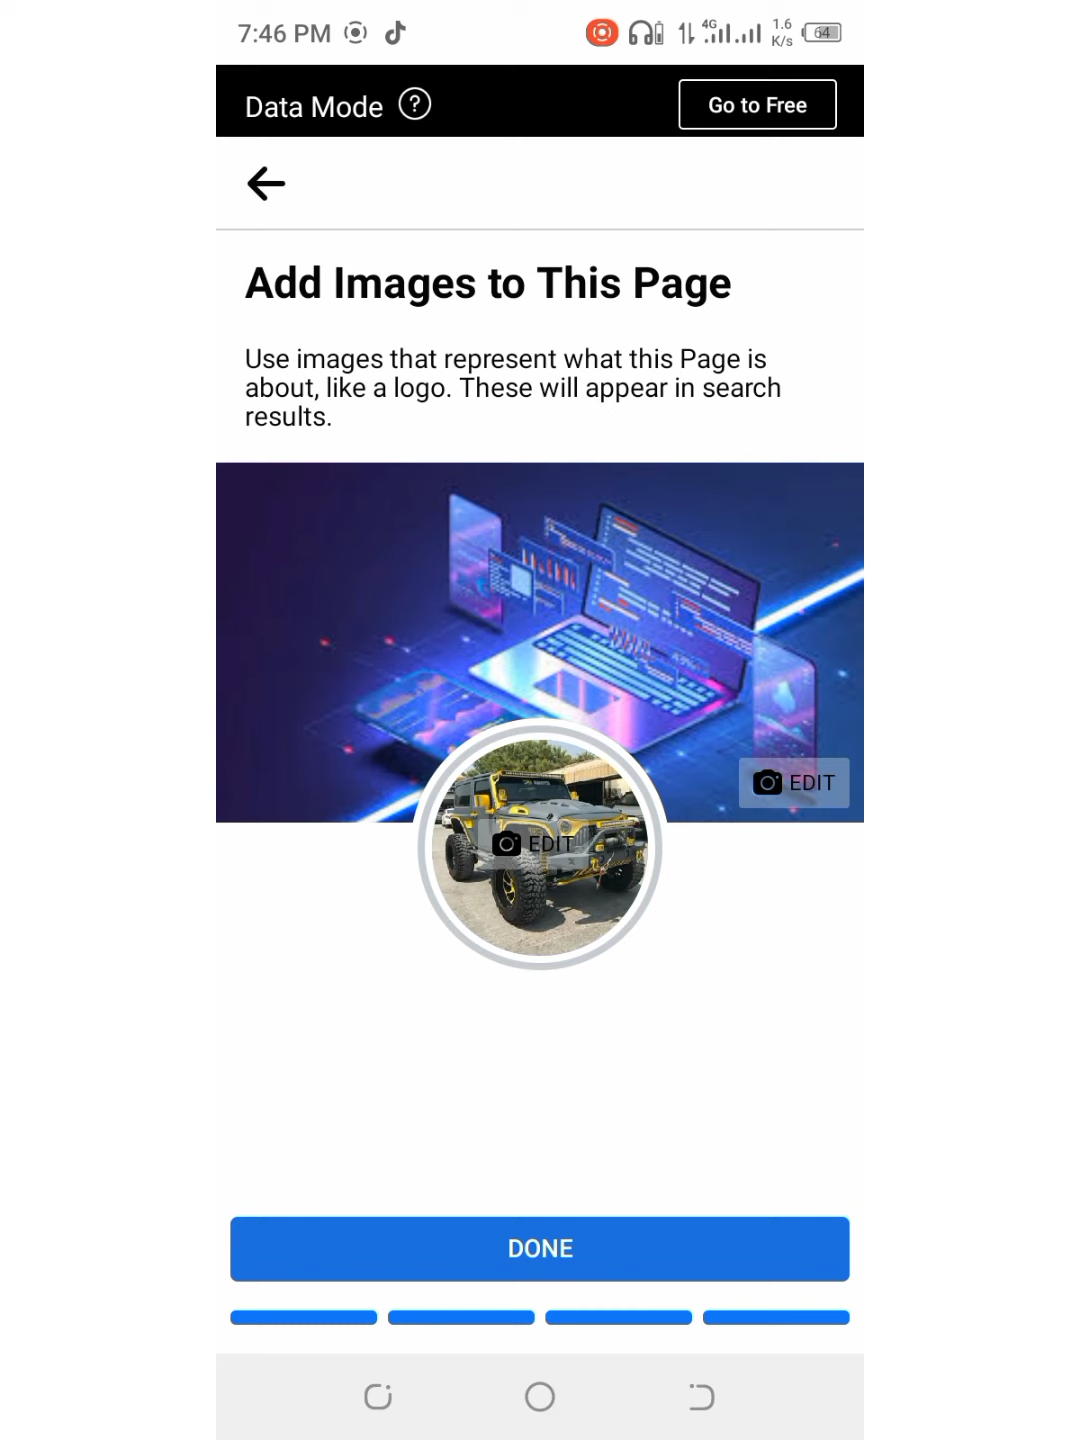 7:46 PM 4G 1.6 K/s 64
Data Mode ? Go to Free
Add Images to This Page
Use images that represent what this Page is
about, like a logo. These will appear in search
results.
EDIT
EDIT
DONE